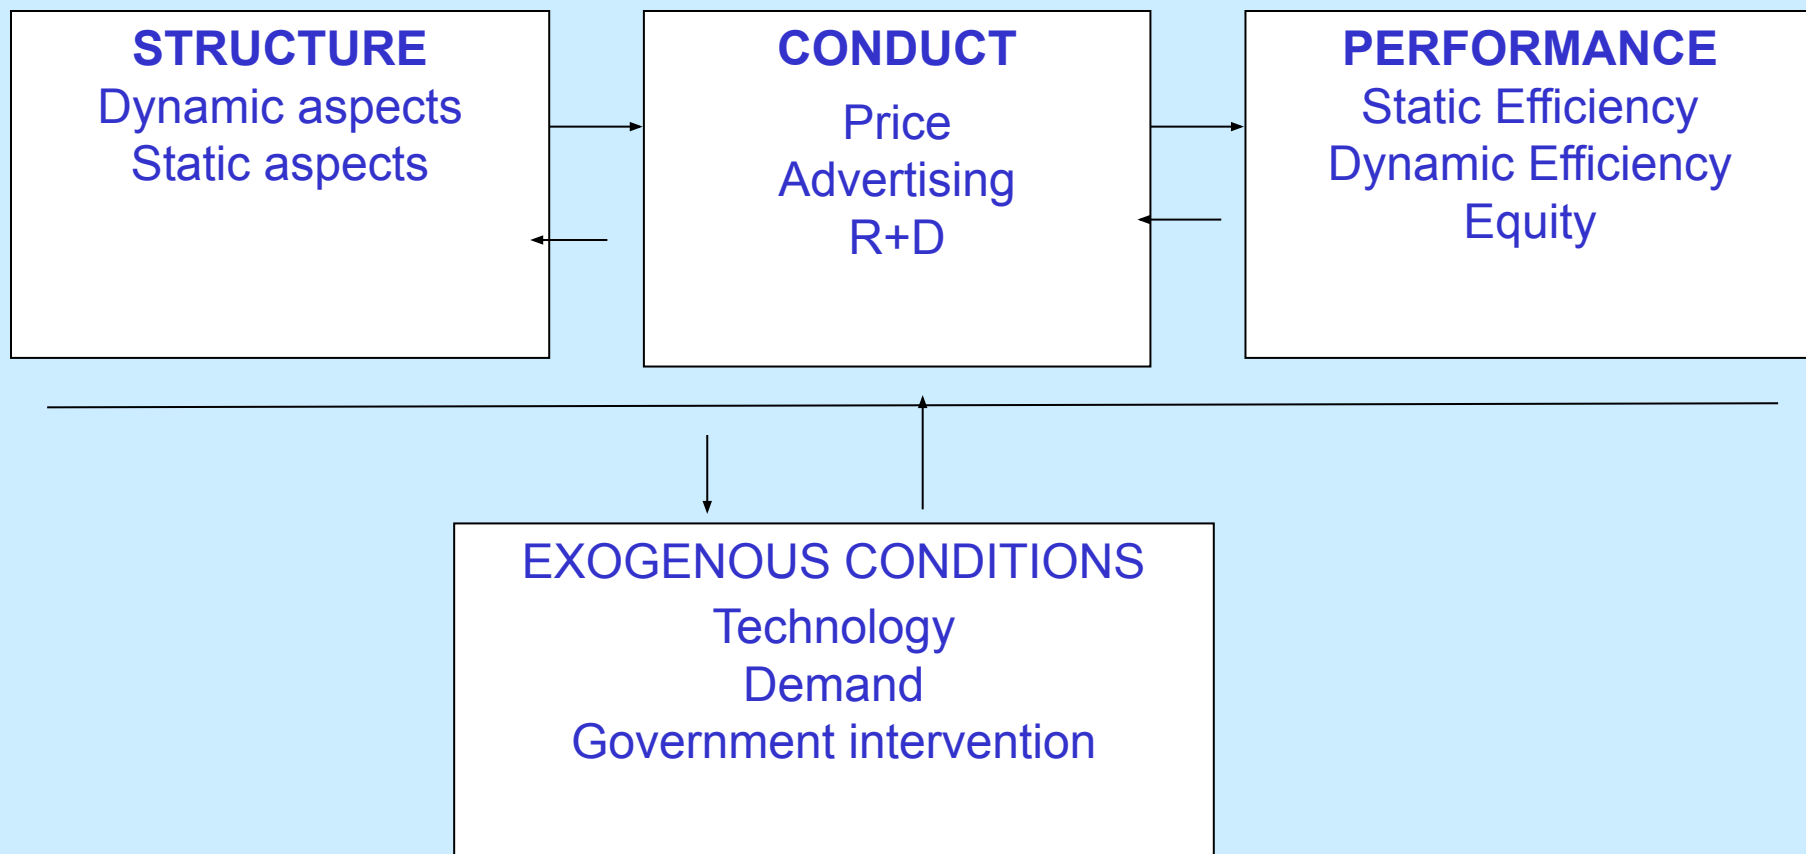 STRUCTURE
Dynamic aspects
Static aspects
CONDUCT
Price
Advertising
R+D
PERFORMANCE
Static Efficiency
Dynamic Efficiency
Equity
EXOGENOUS CONDITIONS
Technology
Demand
Government intervention